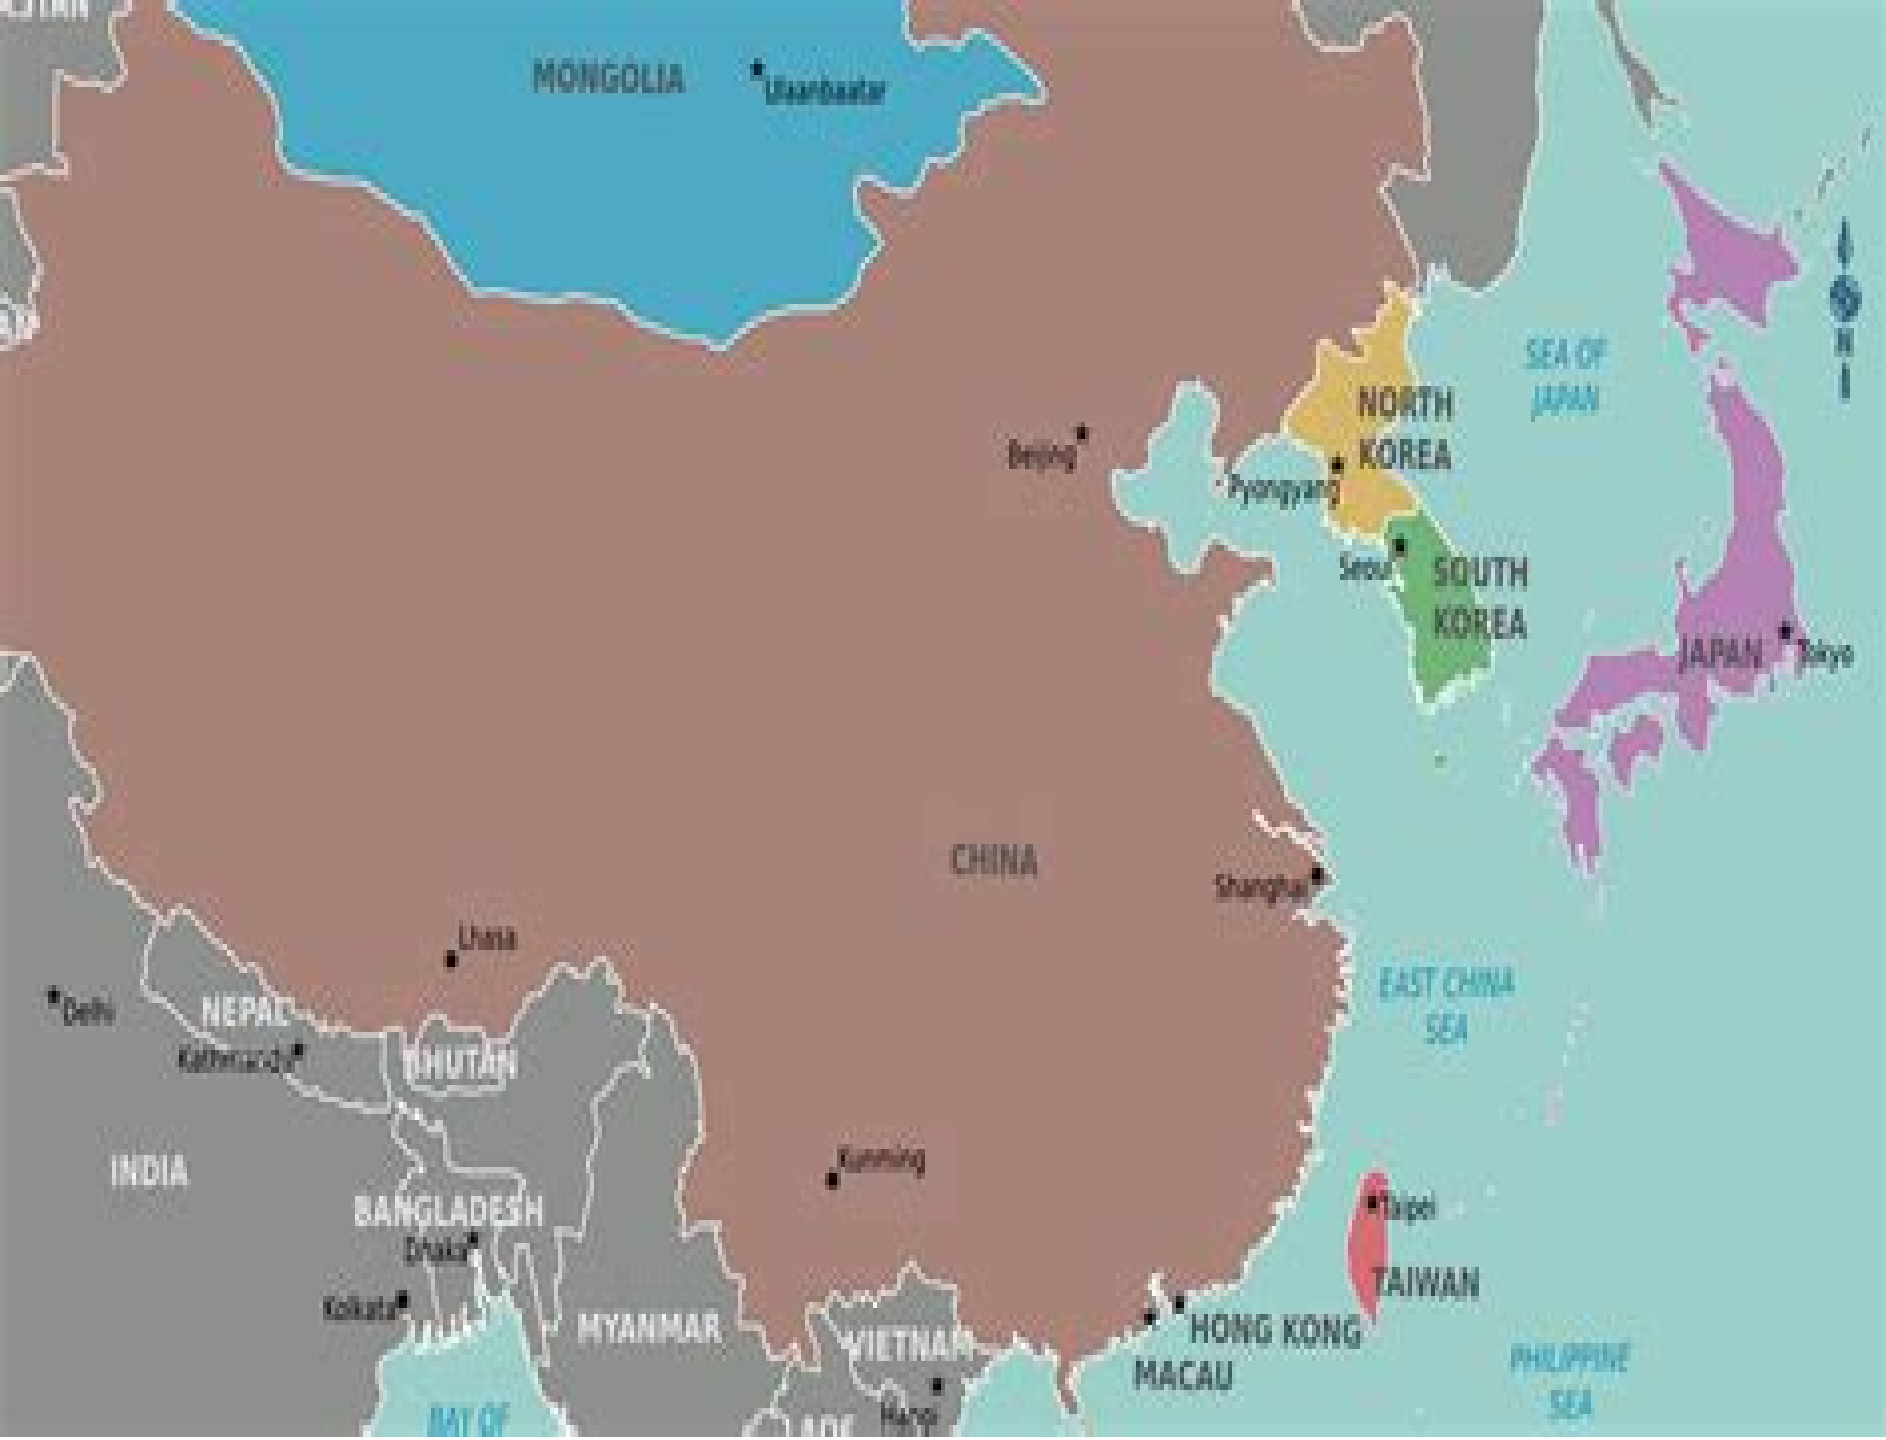 MONGOLIA
Ulaanbaatar
SEA OF
JAPAN
N
NORTH
KOREA
Beijing
Pyongyang
Seoul
SOUTH
KOREA
JAPAN
Tokyo
CHINA
Shanghai
Lhasa
EAST CHINA
SEA
Delhi
NEPAL
Kathmandu
BHUTAN
INDIA
Kunming
BANGLADESH
Dhaka
Taipei
TAIWAN
Kolkata
MYANMAR
VIETNAM
HONG KONG
MACAU
PHILIPPINE
SEA
BAY OF
Hanoi